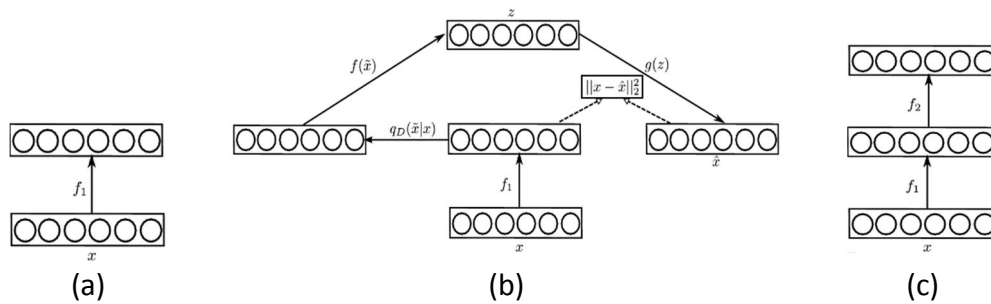 z
f(x̃)
g(z)
||x − x̂||₂²
q_D(x̃|x)
x̂
f₁
x
(a)
f₁
x
(b)
f₂
f₁
x
(c)